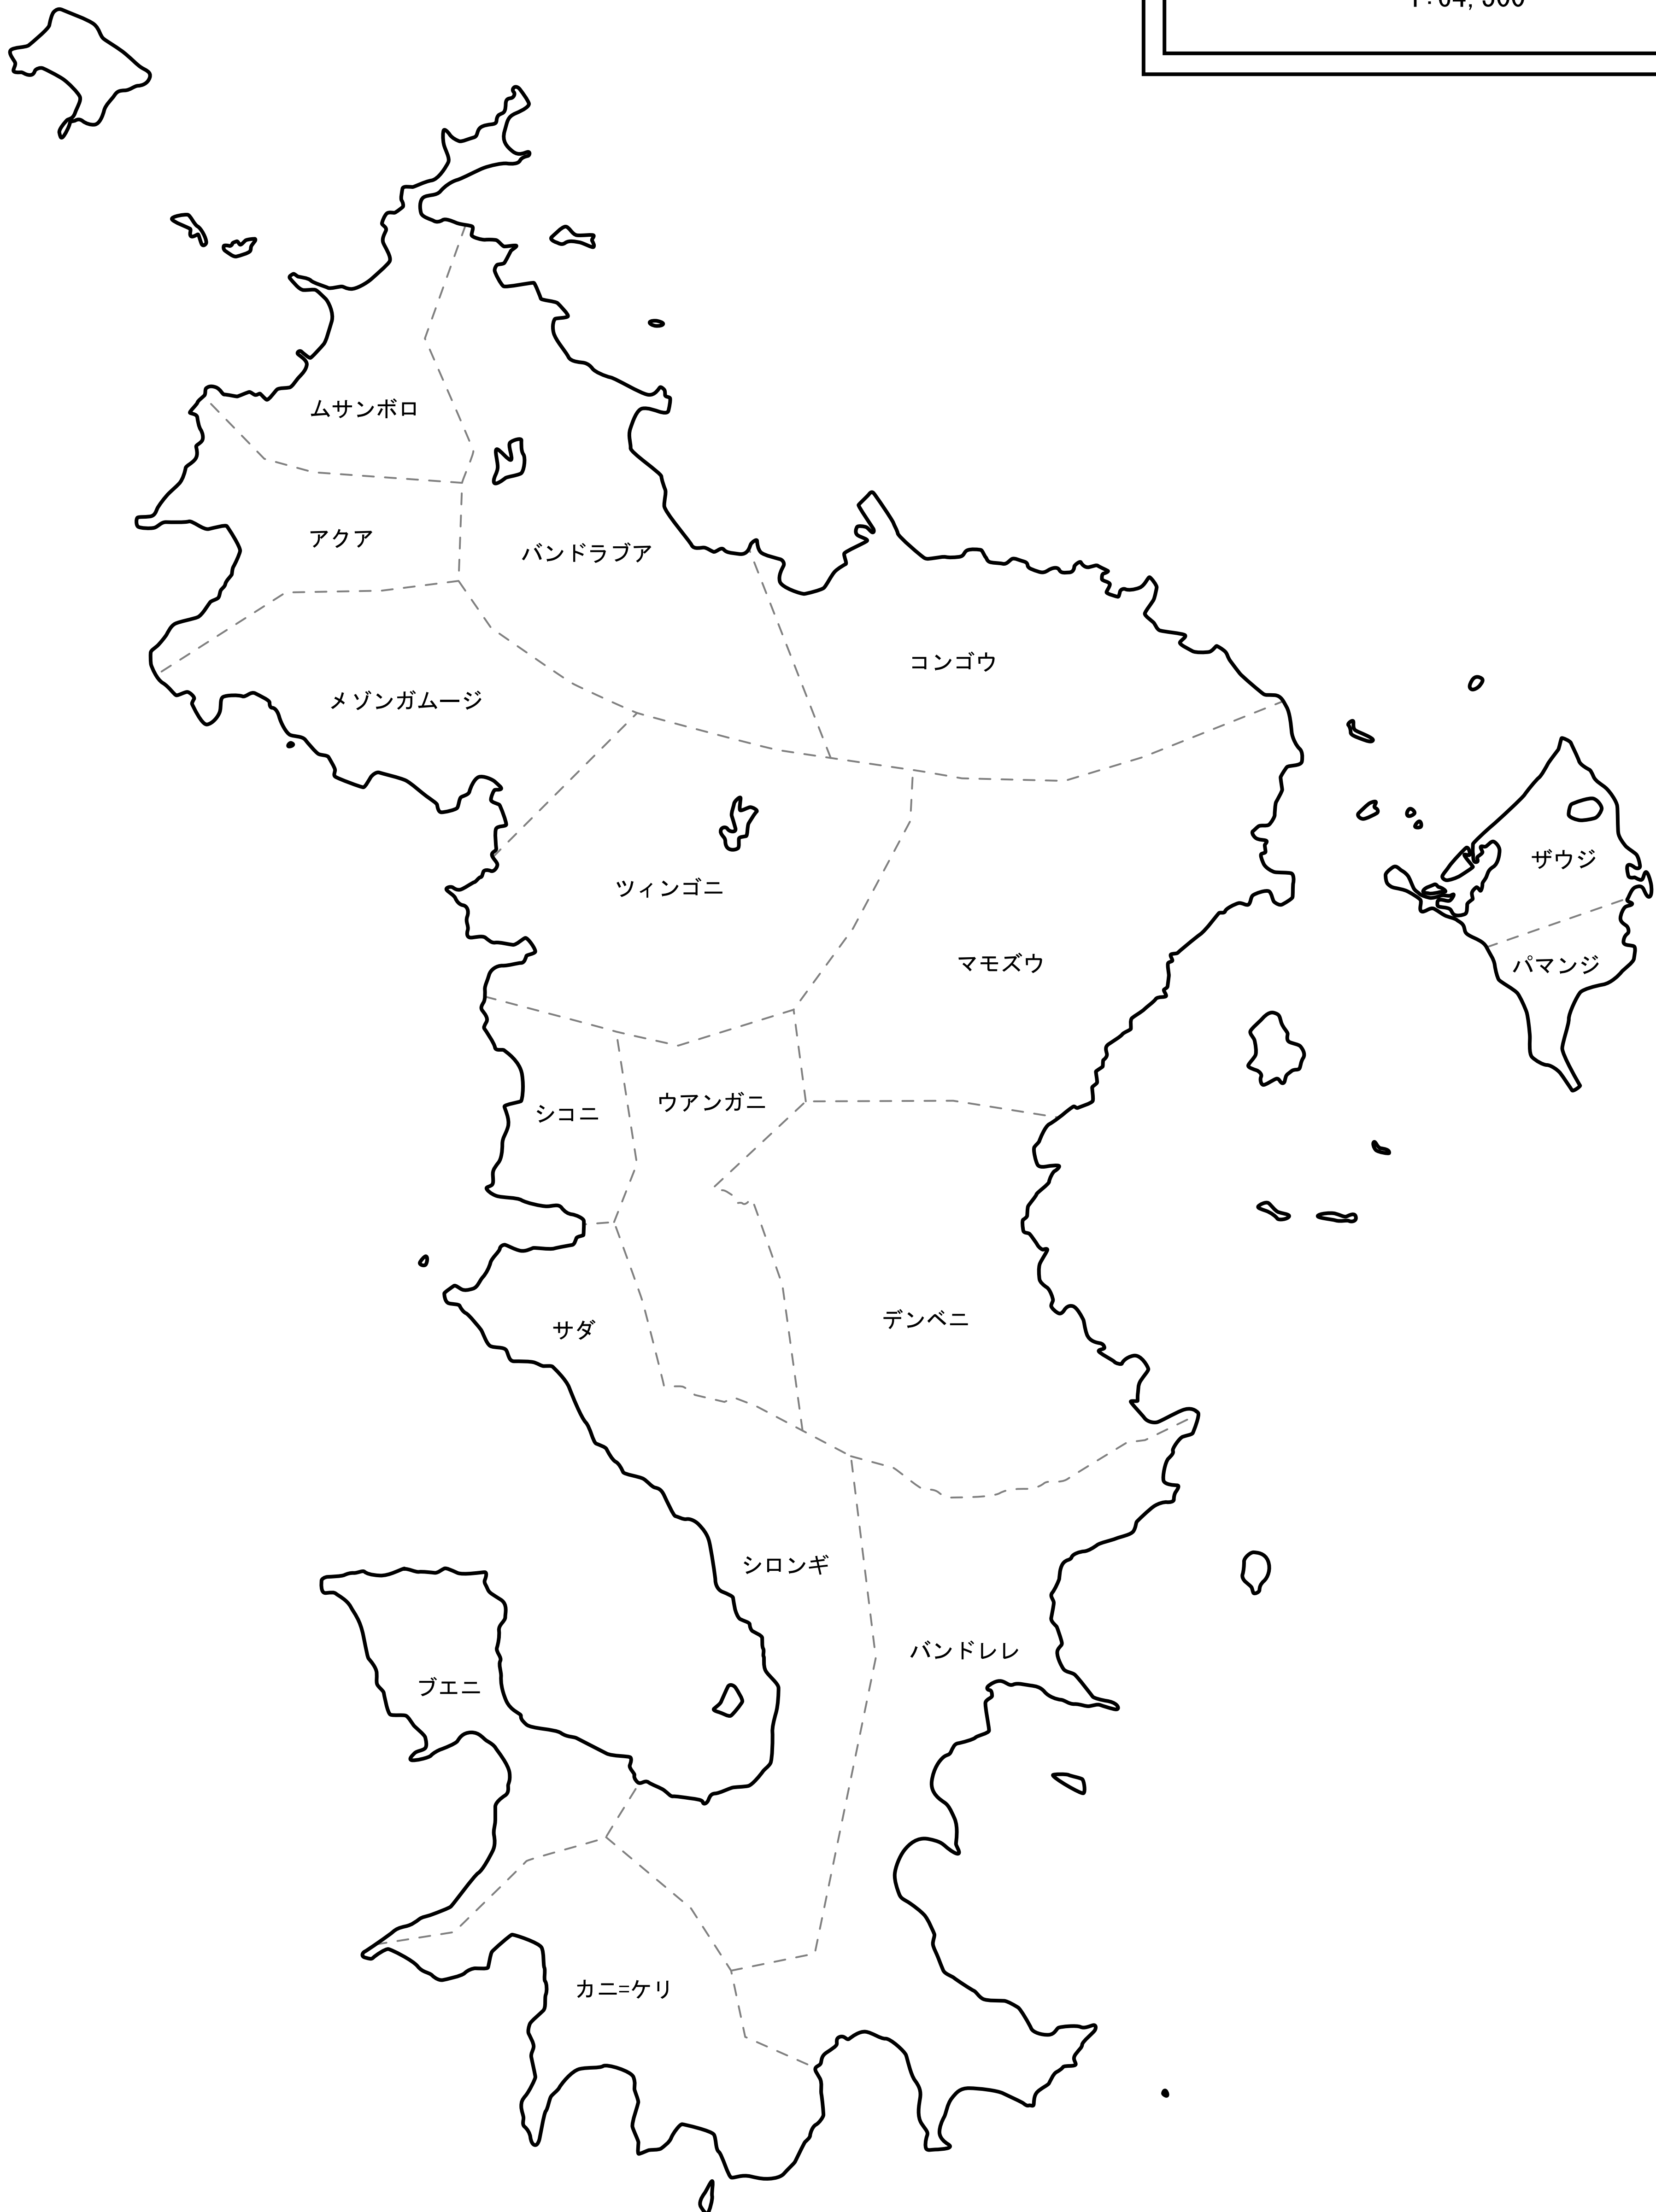 ムサンボロ
アクア
バンドラブア
コンゴウ
メゾンガムージ
ザウジ
ツィンゴニ
マモズウ
パマンジ
シコニ
ウアンガニ
サダ
デンベニ
シロンギ
バンドレレ
ブエニ
カニ=ケリ